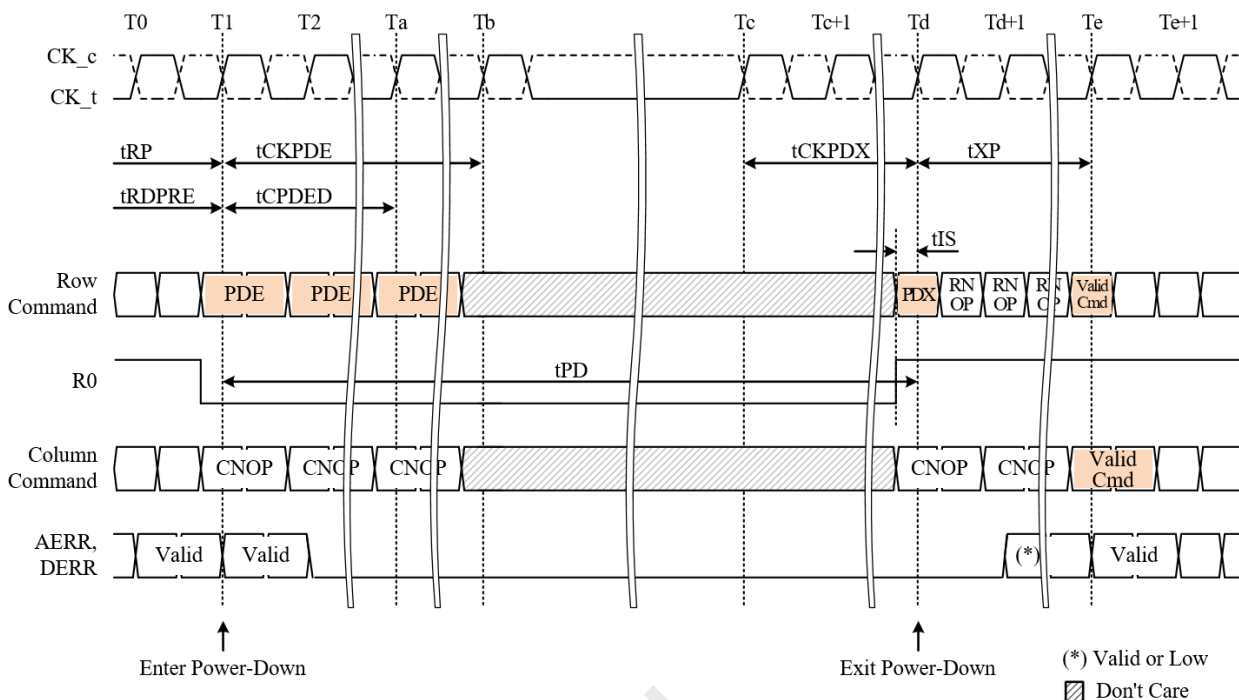 T0 T1 T2 Ta Tb Tc Tc+1 Td Td+1 Te Te+1
CK_c
CK_t
tRP tCKPDE tCKPDX tXP
tRDPRE tCPDED
tIS
Row
Command
PDE PDE PDE PDX RN
OP RN
OP RN
OP Valid
Cmd
R0 tPD
Column
Command
CNOP CNOP CNOP CNOP CNOP Valid
Cmd
AERR,
DERR
Valid Valid (*) Valid
Enter Power-Down Exit Power-Down
(*) Valid or Low
Don't Care